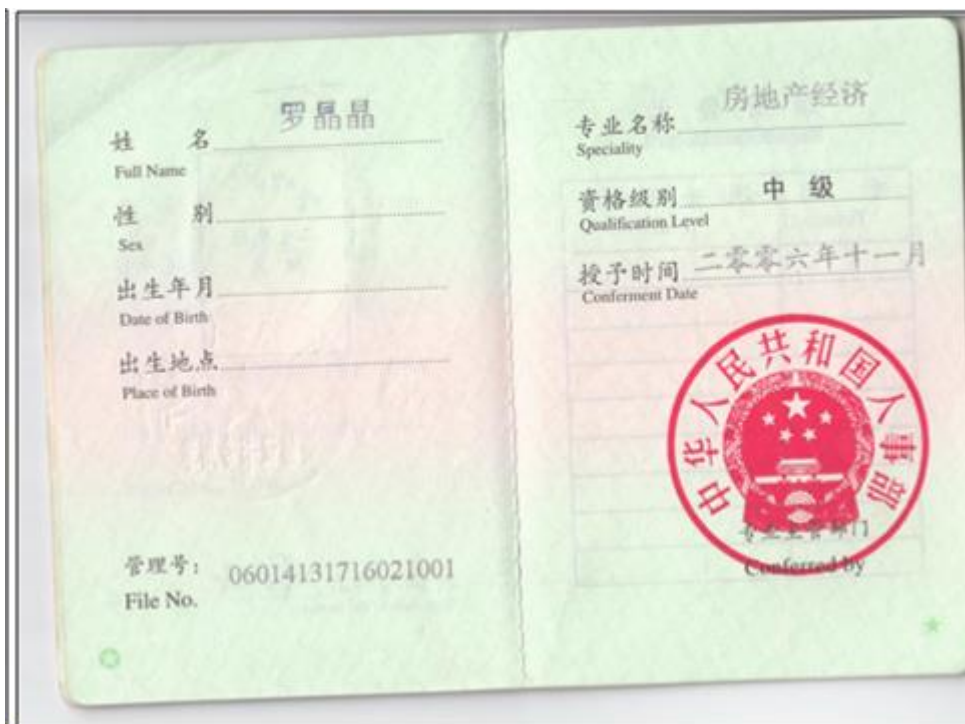 姓 名 罗晶晶
Full Name
性 别
Sex
出生年月
Date of Birth
出生地点
Place of Birth
管理号: 06014131716021001
File No.
专业名称 房地产经济
Speciality
资格级别 中 级
Qualification Level
授予时间 二零零六年十一月
Conferment Date
中华人民共和国人事部
专业主管部门
Conferred by